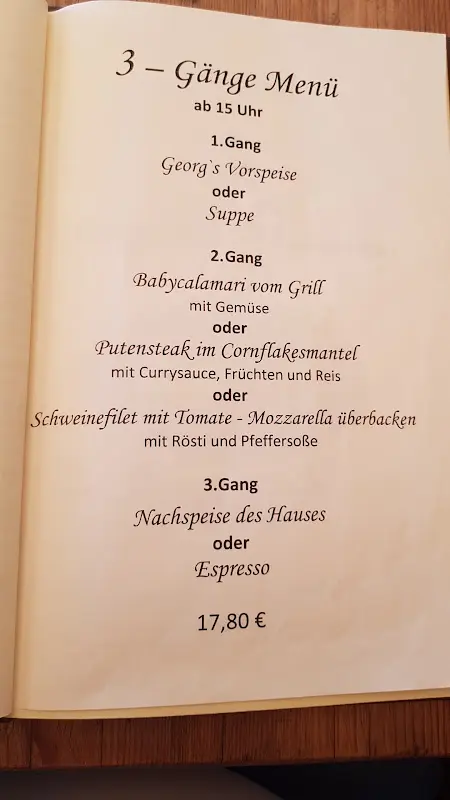 3 – Gänge Menü
ab 15 Uhr
1.Gang
Georg`s Vorspeise
oder
Suppe
2.Gang
Babycalamari vom Grill
mit Gemüse
oder
Putensteak im Cornflakesmantel
mit Currysauce, Früchten und Reis
oder
Schweinefilet mit Tomate - Mozzarella überbacken
mit Rösti und Pfeffersoße
3.Gang
Nachspeise des Hauses
oder
Espresso
17,80 €